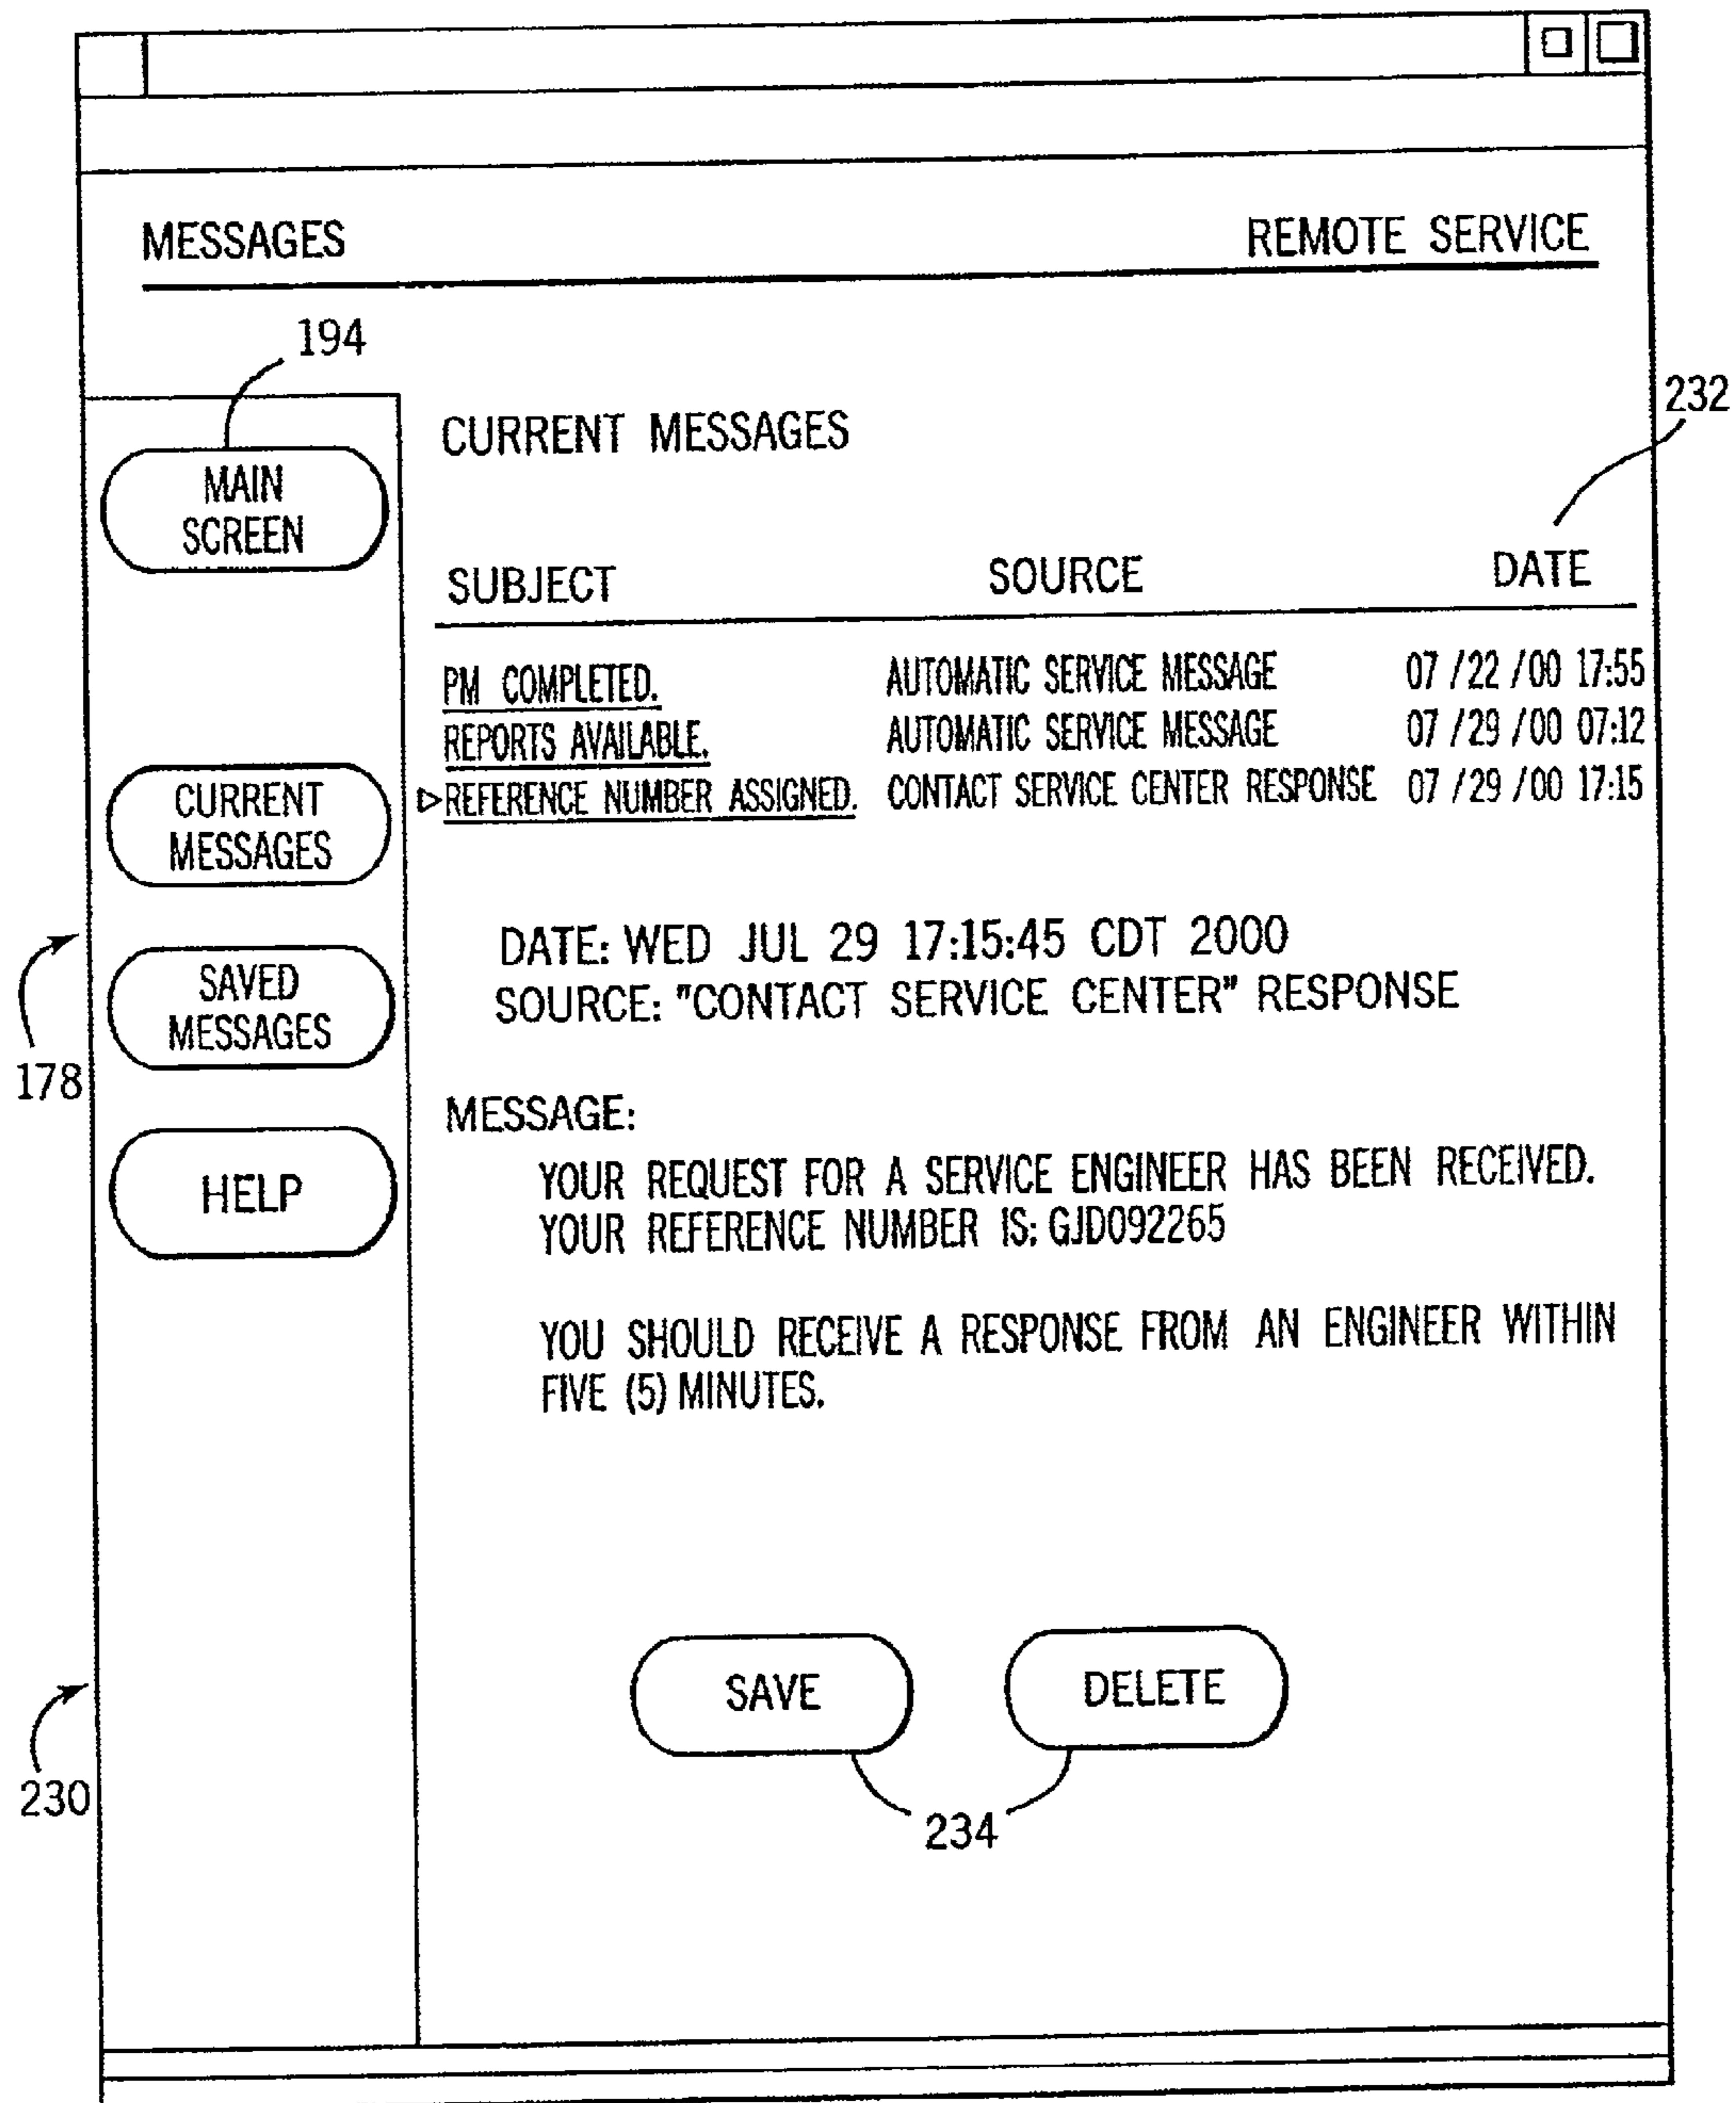 MESSAGES REMOTE SERVICE
194
232
CURRENT MESSAGES
MAIN
SCREEN
SUBJECT SOURCE DATE
PM COMPLETED. AUTOMATIC SERVICE MESSAGE 07/22/00 17:55
REPORTS AVAILABLE. AUTOMATIC SERVICE MESSAGE 07/29/00 07:12
▷REFERENCE NUMBER ASSIGNED. CONTACT SERVICE CENTER RESPONSE 07/29/00 17:15
CURRENT
MESSAGES
DATE: WED JUL 29 17:15:45 CDT 2000
SOURCE: "CONTACT SERVICE CENTER" RESPONSE
SAVED
MESSAGES
178
MESSAGE:
YOUR REQUEST FOR A SERVICE ENGINEER HAS BEEN RECEIVED.
YOUR REFERENCE NUMBER IS: GJD092265
HELP
YOU SHOULD RECEIVE A RESPONSE FROM AN ENGINEER WITHIN
FIVE (5) MINUTES.
SAVE DELETE
230
234